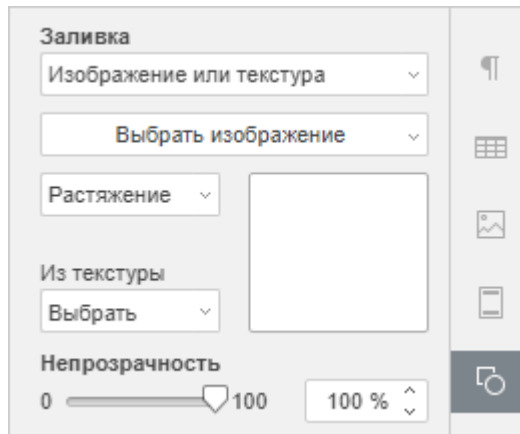 Заливка
Изображение или текстура
Выбрать изображение
Растяжение
Из текстуры
Выбрать
Непрозрачность
0 100 100 %